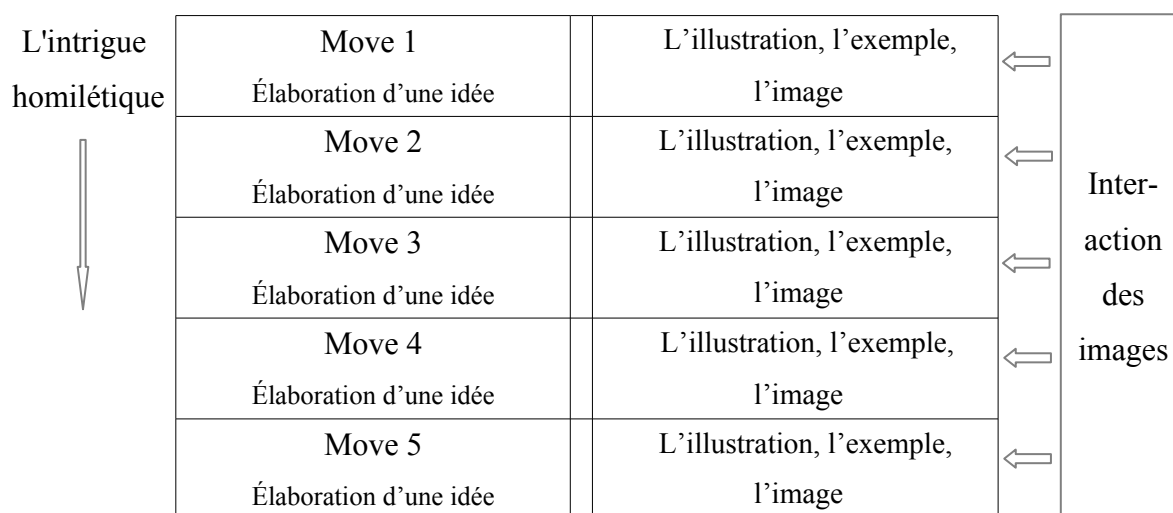 L'intrigue
homilétique
Move 1
Élaboration d’une idée
L’illustration, l’exemple,
l’image
Move 2
Élaboration d’une idée
L’illustration, l’exemple,
l’image
Move 3
Élaboration d’une idée
L’illustration, l’exemple,
l’image
Move 4
Élaboration d’une idée
L’illustration, l’exemple,
l’image
Move 5
Élaboration d’une idée
L’illustration, l’exemple,
l’image
Inter-
action
des
images